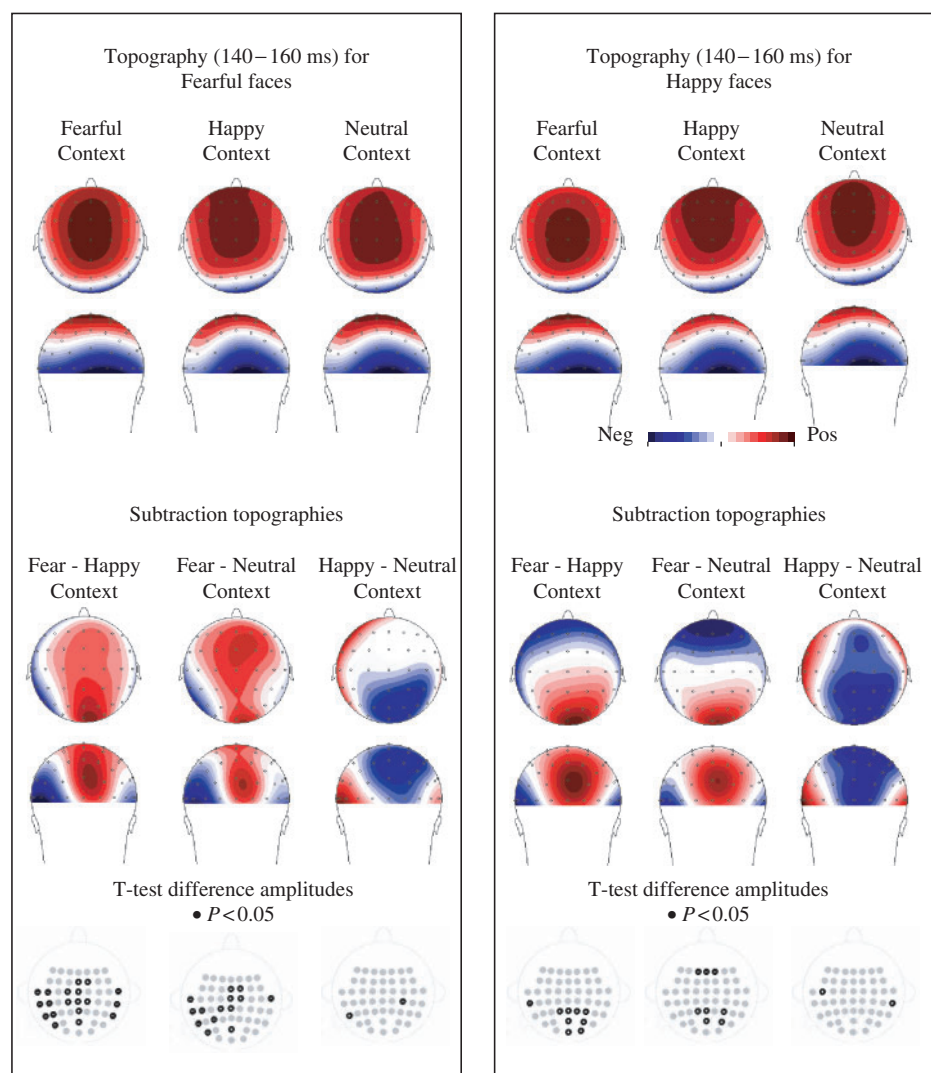 Topography (140–160 ms) for
Fearful faces
Fearful
Context
Happy
Context
Neutral
Context
Subtraction topographies
Fear - Happy
Context
Fear - Neutral
Context
Happy - Neutral
Context
T-test difference amplitudes
• P<0.05
Topography (140–160 ms) for
Happy faces
Fearful
Context
Happy
Context
Neutral
Context
Neg
Pos
Subtraction topographies
Fear - Happy
Context
Fear - Neutral
Context
Happy - Neutral
Context
T-test difference amplitudes
• P<0.05